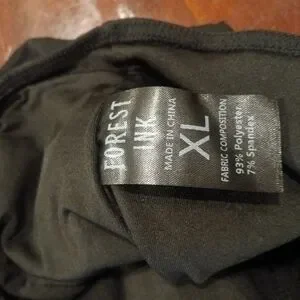 FOREST
INK
MADE IN CHINA
XL
FABRIC COMPOSITION
93% Polyester
7% Spandex